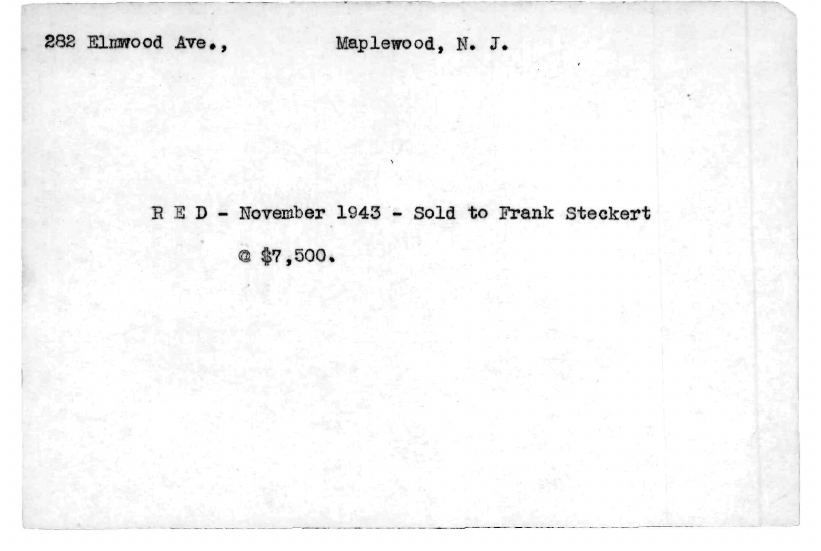 282 Elmwood Ave., Maplewood, N. J.
R E D - November 1943 - Sold to Frank Steckert
@ $7,500.